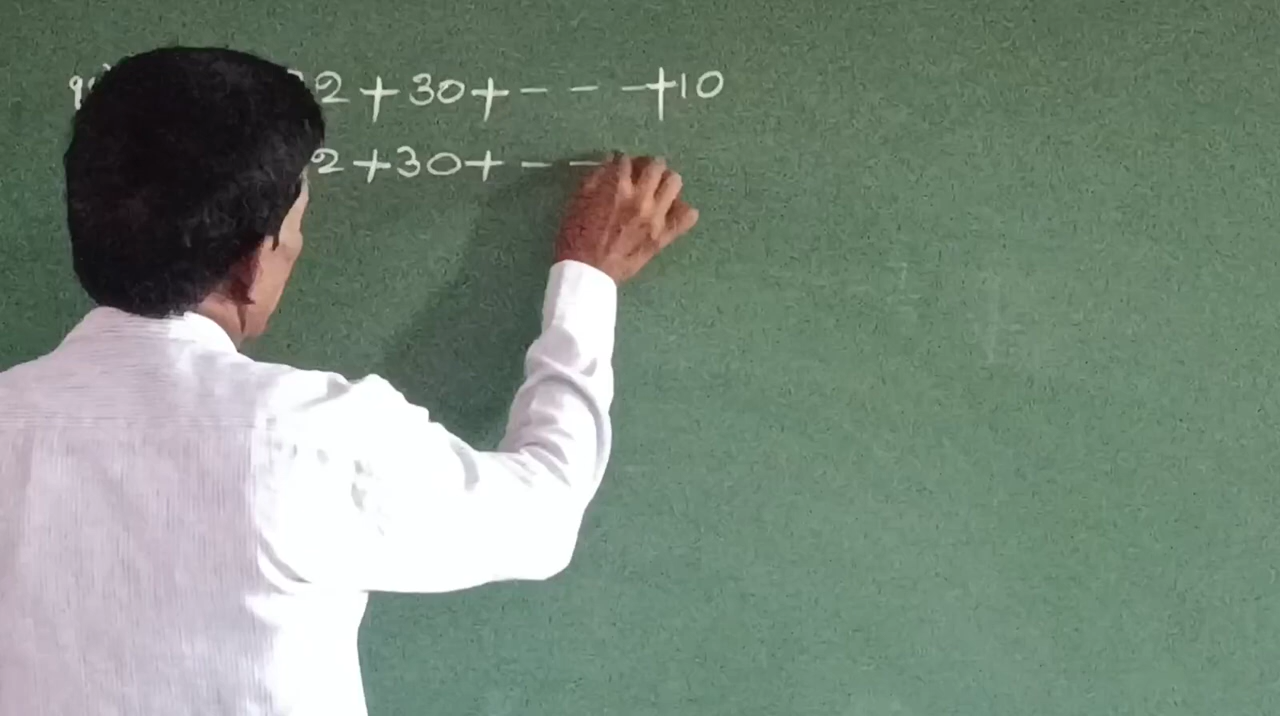 2 + 30 + - - - + 10
2 + 30 + - -